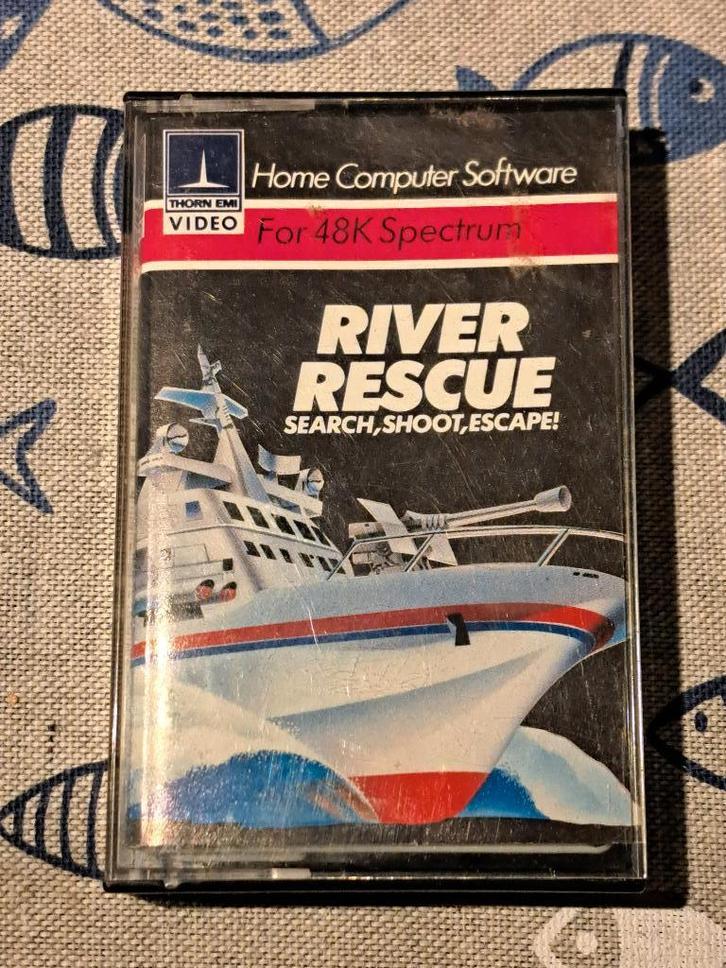 Home Computer Software
THORN EMI
VIDEO
For 48K Spectrum
RIVER
RESCUE
SEARCH,SHOOT,ESCAPE!